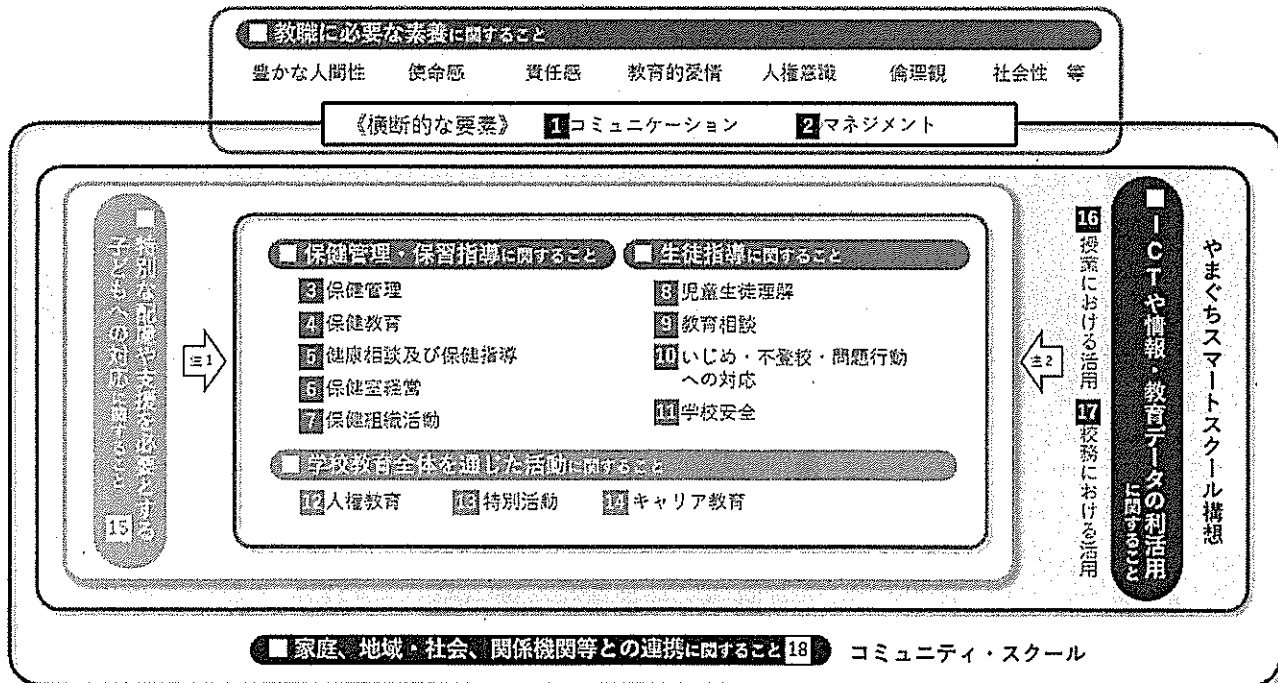 ■ 教職に必要な素養に関すること
豊かな人間性 使命感 責任感 教育的愛情 人権意識 倫理観 社会性 等
《横断的な要素》 1 コミュニケーション 2 マネジメント
■ 特別な配慮や支援を必要とする
子どもへの対応に関すること 15
注1
■ 保健管理・保習指導に関すること
3 保健管理
4 保健教育
5 健康相談及び保健指導
6 保健室経営
7 保健組織活動
■ 生徒指導に関すること
8 児童生徒理解
9 教育相談
10 いじめ・不登校・問題行動
への対応
11 学校安全
■ 学校教育全体を通じた活動に関すること
12 人権教育 13 特別活動 14 キャリア教育
注2
やまぐちスマートスクール構想
■ ICTや情報・教育データの利活用
に関すること
16 授業における活用 17 校務における活用
■ 家庭、地域・社会、関係機関等との連携に関すること 18 コミュニティ・スクール